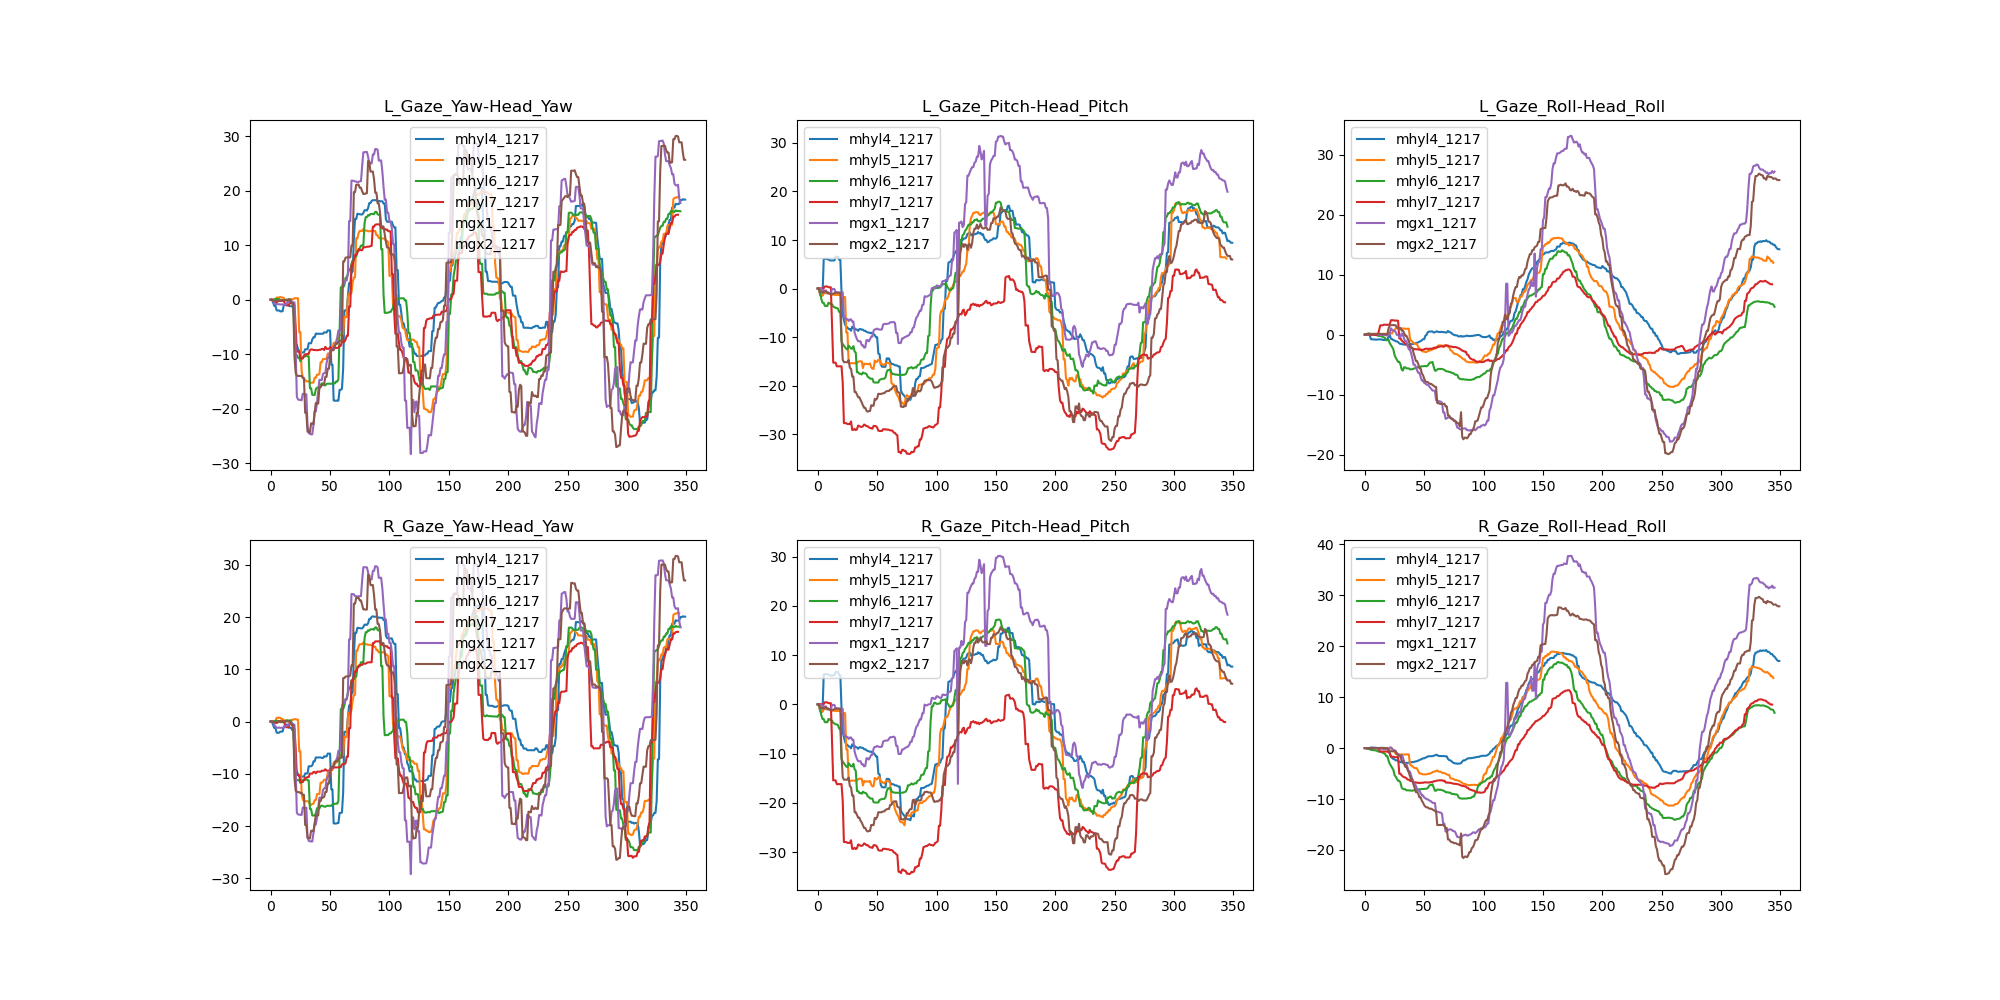 L_Gaze_Yaw-Head_Yaw
30
20
10
0
−10
−20
−30
0 50 100 150 200 250 300 350
mhyl4_1217
mhyl5_1217
mhyl6_1217
mhyl7_1217
mgx1_1217
mgx2_1217
L_Gaze_Pitch-Head_Pitch
30
20
10
0
−10
−20
−30
0 50 100 150 200 250 300 350
mhyl4_1217
mhyl5_1217
mhyl6_1217
mhyl7_1217
mgx1_1217
mgx2_1217
L_Gaze_Roll-Head_Roll
30
20
10
0
−10
−20
0 50 100 150 200 250 300 350
mhyl4_1217
mhyl5_1217
mhyl6_1217
mhyl7_1217
mgx1_1217
mgx2_1217
R_Gaze_Yaw-Head_Yaw
30
20
10
0
−10
−20
−30
0 50 100 150 200 250 300 350
mhyl4_1217
mhyl5_1217
mhyl6_1217
mhyl7_1217
mgx1_1217
mgx2_1217
R_Gaze_Pitch-Head_Pitch
30
20
10
0
−10
−20
−30
0 50 100 150 200 250 300 350
mhyl4_1217
mhyl5_1217
mhyl6_1217
mhyl7_1217
mgx1_1217
mgx2_1217
R_Gaze_Roll-Head_Roll
40
30
20
10
0
−10
−20
0 50 100 150 200 250 300 350
mhyl4_1217
mhyl5_1217
mhyl6_1217
mhyl7_1217
mgx1_1217
mgx2_1217